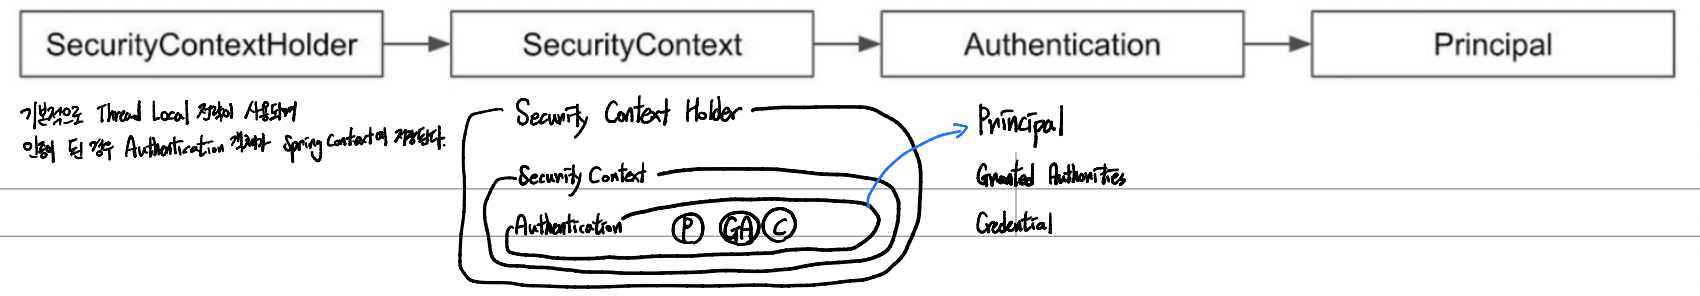 SecurityContextHolder
SecurityContext
Authentication
Principal
기본적으로 Thread Local 전략이 사용되며
인증이 된 경우 Authentication 객체가 Spring Context에 저장된다.
Security Context Holder
Security Context
Authentication P GA C
Principal
Granted Authorities
Credential